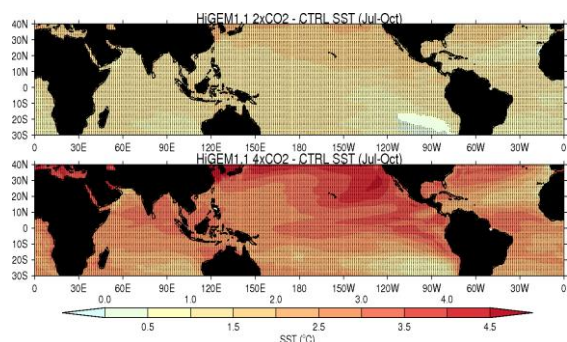 HiGEM1.1 2xCO2 - CTRL SST (Jul-Oct)
40N
30N
20N
10N
0
10S
20S
30S
0 30E 60E 90E 120E 150E 180E 150W 120W 90W 60W 30W 0
HiGEM1.1 4xCO2 - CTRL SST (Jul-Oct)
40N
30N
20N
10N
0
10S
20S
30S
0 30E 60E 90E 120E 150E 180E 150W 120W 90W 60W 30W 0
0.0 1.0 2.0 3.0 4.0
0.5 1.5 2.5 3.5 4.5
SST (°C)